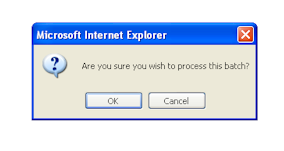 Microsoft Internet Explorer
Are you sure you wish to process this batch?
OK
Cancel